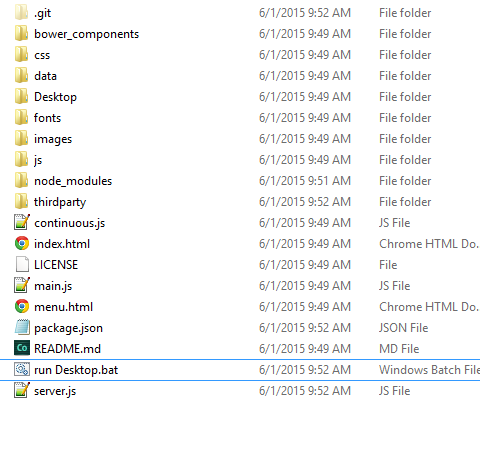 .git 6/1/2015 9:52 AM File folder
bower_components 6/1/2015 9:49 AM File folder
css 6/1/2015 9:49 AM File folder
data 6/1/2015 9:49 AM File folder
Desktop 6/1/2015 9:49 AM File folder
fonts 6/1/2015 9:49 AM File folder
images 6/1/2015 9:49 AM File folder
js 6/1/2015 9:49 AM File folder
node_modules 6/1/2015 9:51 AM File folder
thirdparty 6/1/2015 9:52 AM File folder
continuous.js 6/1/2015 9:49 AM JS File
index.html 6/1/2015 9:49 AM Chrome HTML Do...
LICENSE 6/1/2015 9:49 AM File
main.js 6/1/2015 9:49 AM JS File
menu.html 6/1/2015 9:49 AM Chrome HTML Do...
package.json 6/1/2015 9:52 AM JSON File
Co README.md 6/1/2015 9:49 AM MD File
run Desktop.bat 6/1/2015 9:52 AM Windows Batch File
server.js 6/1/2015 9:52 AM JS File